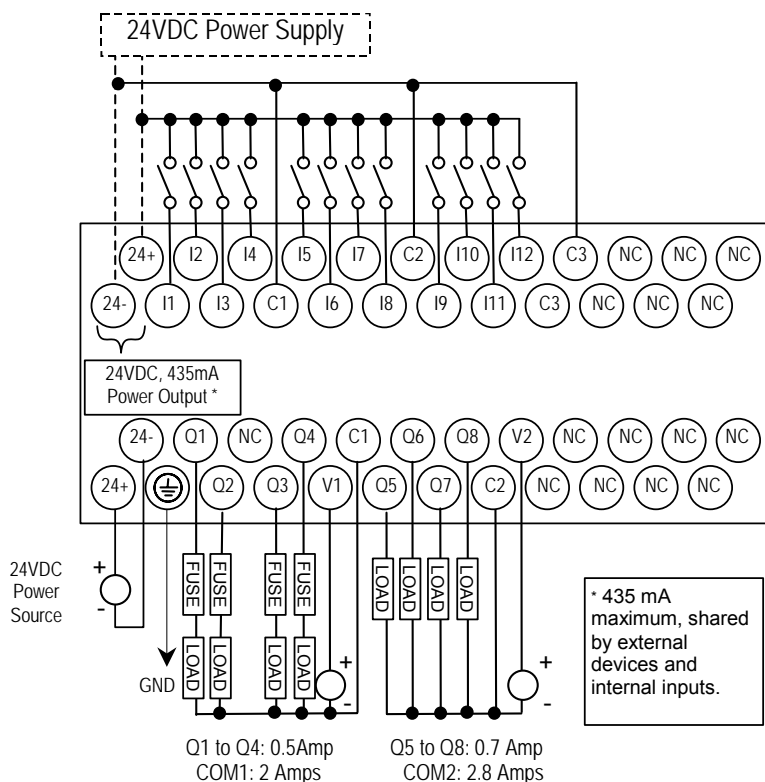 24VDC Power Supply
24+ I2 I4 I5 I7 C2 I10 I12 C3 NC NC NC
24- I1 I3 C1 I6 I8 I9 I11 C3 NC NC NC
24VDC, 435mA
Power Output *
24- Q1 NC Q4 C1 Q6 Q8 V2 NC NC NC NC
24+ Q2 Q3 V1 Q5 Q7 C2 NC NC NC NC
24VDC
Power
Source
+
-
GND
FUSE FUSE FUSE FUSE
LOAD LOAD LOAD LOAD
+
-
LOAD LOAD LOAD LOAD
+
-
* 435 mA
maximum, shared
by external
devices and
internal inputs.
Q1 to Q4: 0.5Amp
COM1: 2 Amps
Q5 to Q8: 0.7 Amp
COM2: 2.8 Amps